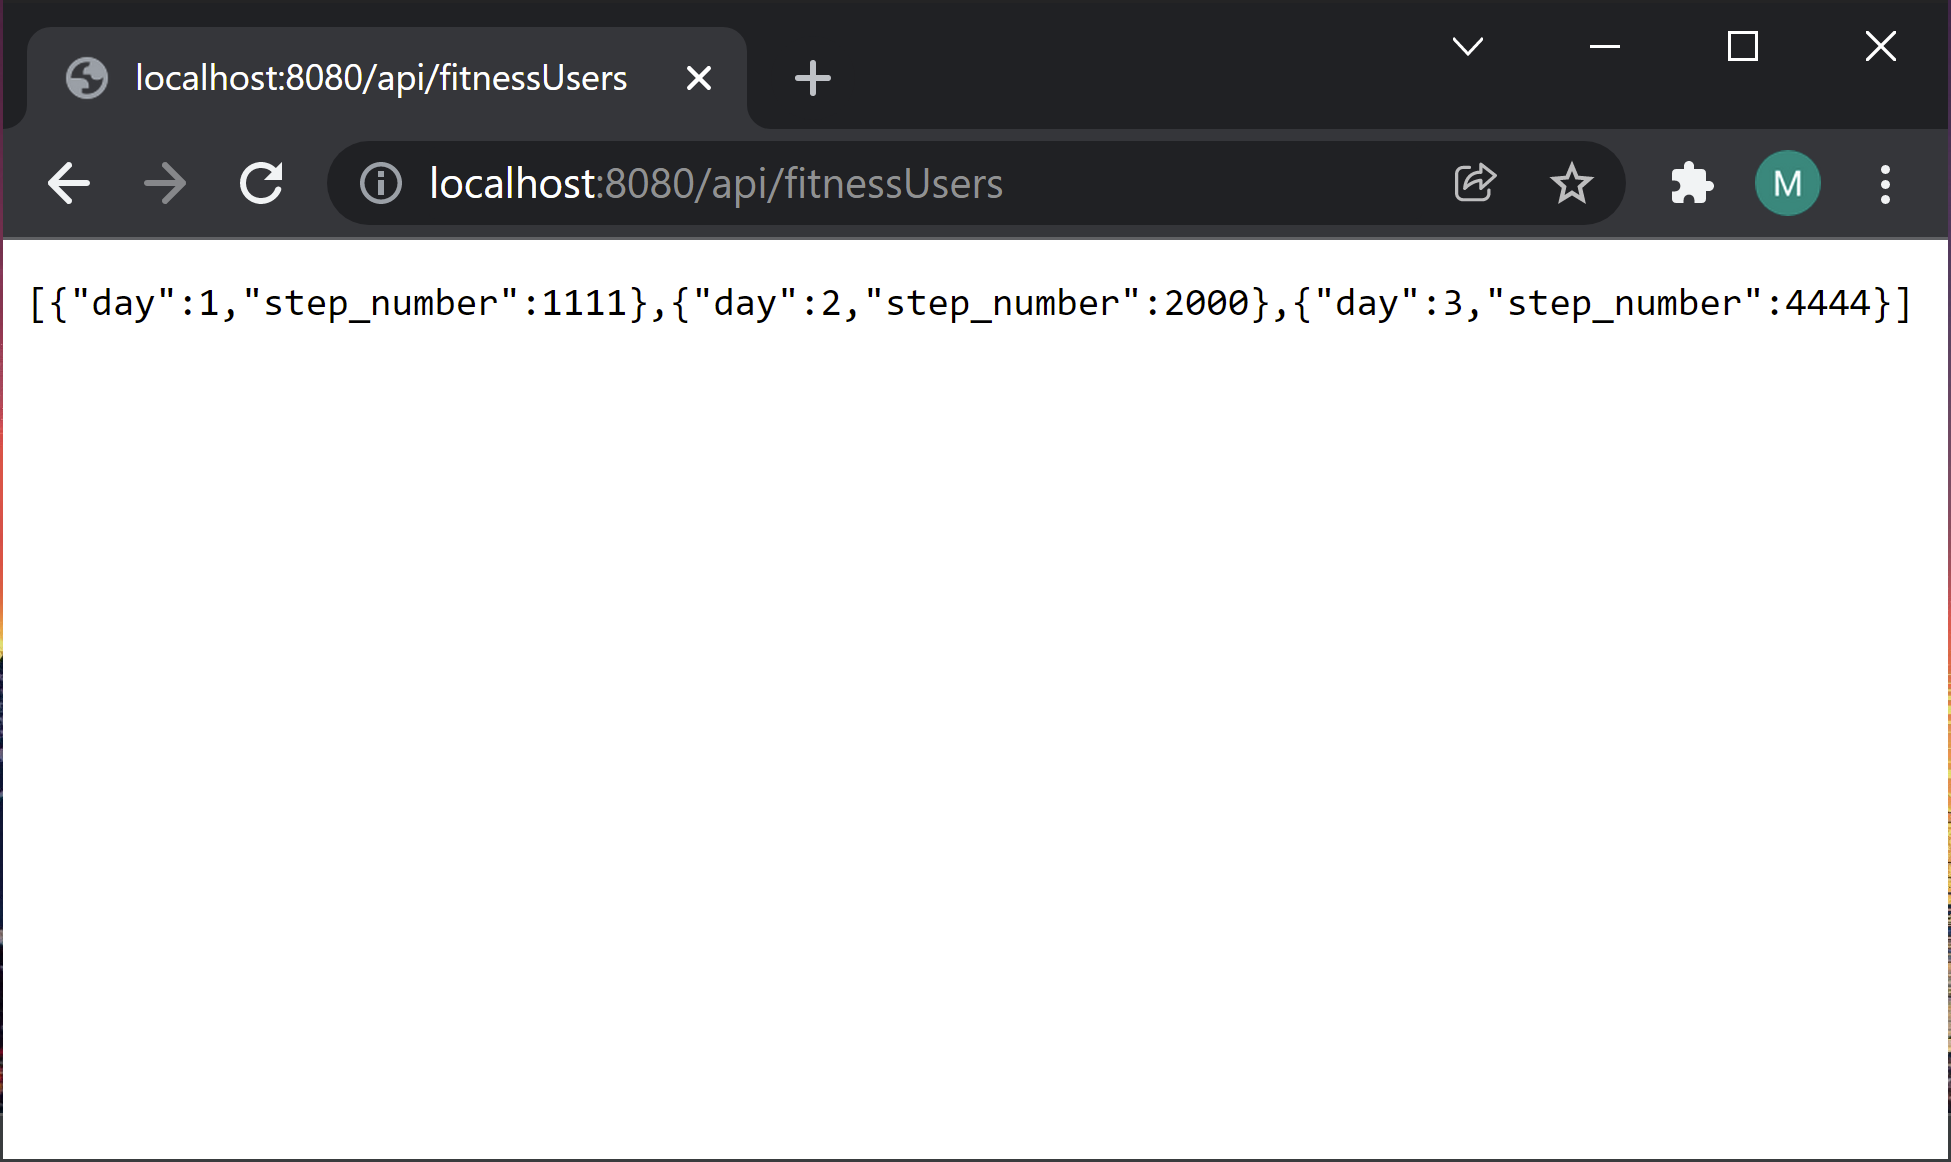 localhost:8080/api/fitnessUsers
localhost:8080/api/fitnessUsers
M
[{"day":1,"step_number":1111},{"day":2,"step_number":2000},{"day":3,"step_number":4444}]